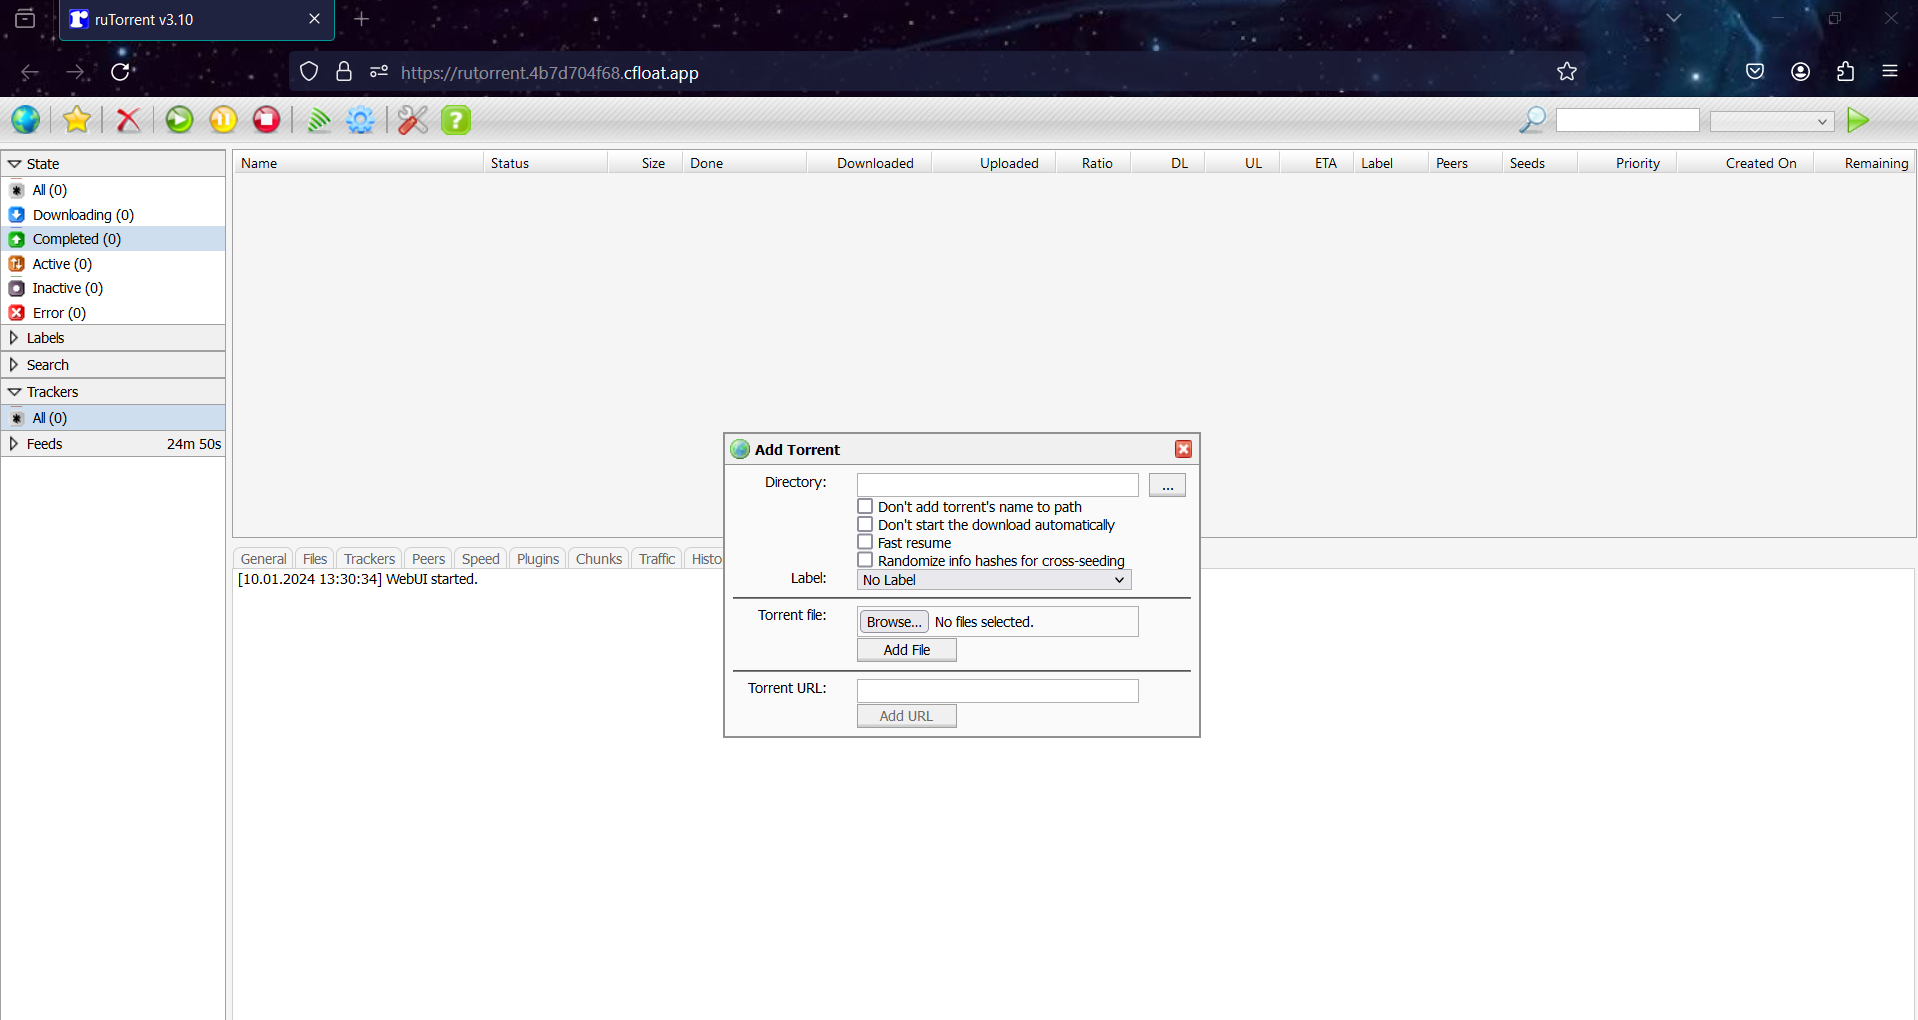 ruTorrent v3.10
https://rutorrent.4b7d704f68.cfloat.app
State
All (0)
Downloading (0)
Completed (0)
Active (0)
Inactive (0)
Error (0)
Labels
Search
Trackers
All (0)
Feeds 24m 50s
Name Status Size Done Downloaded Uploaded Ratio DL UL ETA Label Peers Seeds Priority Created On Remaining
Add Torrent
Directory: ...
Don't add torrent's name to path
Don't start the download automatically
Fast resume
Randomize info hashes for cross-seeding
Label: No Label
Torrent file: Browse... No files selected.
Add File
Torrent URL:
Add URL
General Files Trackers Peers Speed Plugins Chunks Traffic Histo
[10.01.2024 13:30:34] WebUI started.